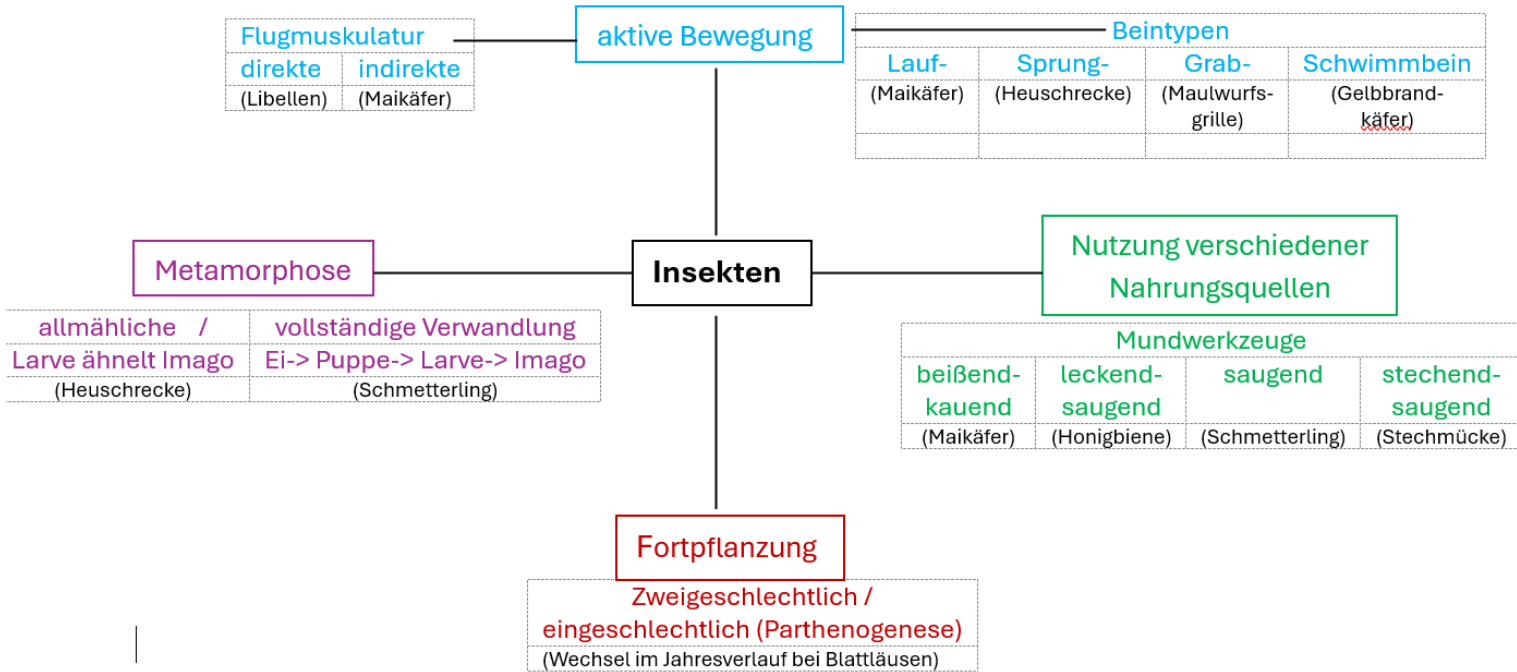 Flugmuskulatur
direkte indirekte
(Libellen) (Maikäfer)
aktive Bewegung
Beintypen
Lauf- Sprung- Grab- Schwimmbein
(Maikäfer) (Heuschrecke) (Maulwurfs- (Gelbbrand-
grille) käfer)
Metamorphose
allmähliche / vollständige Verwandlung
Larve ähnelt Imago Ei-> Puppe-> Larve-> Imago
(Heuschrecke) (Schmetterling)
Insekten
Nutzung verschiedener
Nahrungsquellen
Mundwerkzeuge
beißend- leckend- saugend stechend-
kauend saugend saugend
(Maikäfer) (Honigbiene) (Schmetterling) (Stechmücke)
Fortpflanzung
Zweigeschlechtlich /
eingeschlechtlich (Parthenogenese)
(Wechsel im Jahresverlauf bei Blattläusen)